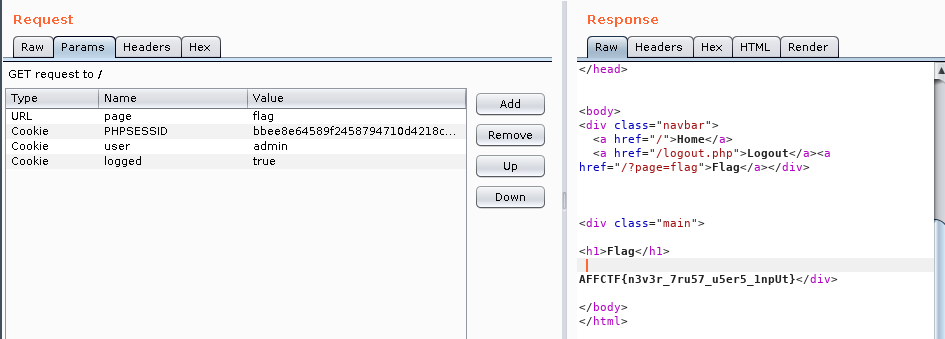 Request
Raw Params Headers Hex
GET request to /
Type Name Value
URL page flag
Cookie PHPSESSID bbee8e64589f2458794710d4218c...
Cookie user admin
Cookie logged true
Add
Remove
Up
Down
Response
Raw Headers Hex HTML Render
</head>
<body>
<div class="navbar">
<a href="/">Home</a>
<a href="/logout.php">Logout</a><a
href="/?page=flag">Flag</a></div>
<div class="main">
<h1>Flag</h1>
AFFCTF{n3v3r_7ru57_u5er5_1npUt}</div>
</body>
</html>